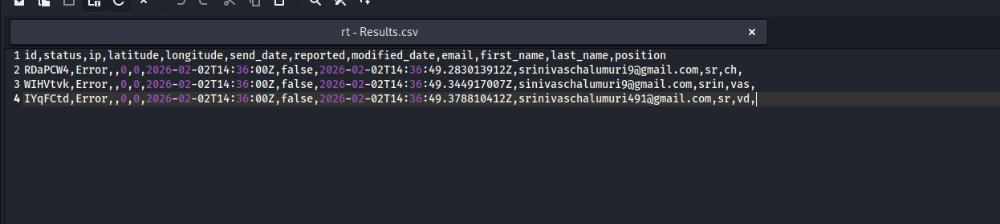 rt - Results.csv
1 id,status,ip,latitude,longitude,send_date,reported,modified_date,email,first_name,last_name,position
2 RDaPCW4,Error,,0,0,2026-02-02T14:36:00Z,false,2026-02-02T14:36:49.283013912Z,srinivaschalumuri9@gmail.com,sr,ch,
3 WIHVtvk,Error,,0,0,2026-02-02T14:36:00Z,false,2026-02-02T14:36:49.344917007Z,sinivaschalumuri9@gmail.com,srin,vas,
4 IYqFCtd,Error,,0,0,2026-02-02T14:36:00Z,false,2026-02-02T14:36:49.378810412Z,srinivaschalumuri491@gmail.com,sr,vd,